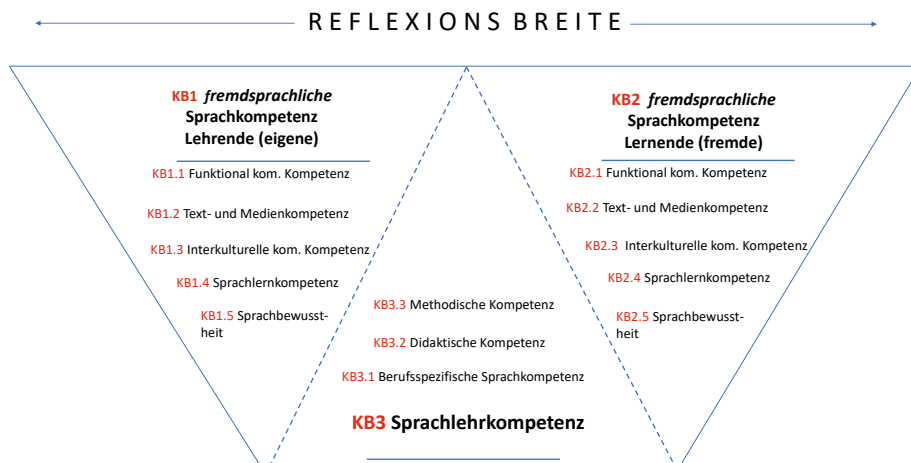 REFLEXIONS BREITE
KB1 fremdsprachliche
Sprachkompetenz
Lehrende (eigene)
KB1.1 Funktional kom. Kompetenz
KB1.2 Text- und Medienkompetenz
KB1.3 Interkulturelle kom. Kompetenz
KB1.4 Sprachlernkompetenz
KB1.5 Sprachbewusst-
heit
KB2 fremdsprachliche
Sprachkompetenz
Lernende (fremde)
KB2.1 Funktional kom. Kompetenz
KB2.2 Text- und Medienkompetenz
KB2.3 Interkulturelle kom. Kompetenz
KB2.4 Sprachlernkompetenz
KB2.5 Sprachbewusst-
heit
KB3.3 Methodische Kompetenz
KB3.2 Didaktische Kompetenz
KB3.1 Berufsspezifische Sprachkompetenz
KB3 Sprachlehrkompetenz